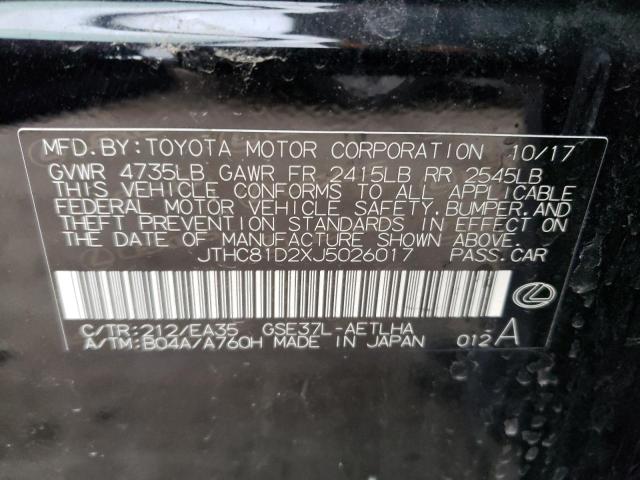 MFD.BY:TOYOTA MOTOR CORPORATION 10/17
GVWR 4735LB GAWR FR 2415LB RR 2545LB
THIS VEHICLE CONFORMS TO ALL APPLICABLE
FEDERAL MOTOR VEHICLE SAFETY,BUMPER,AND
THEFT PREVENTION STANDARDS IN EFFECT ON
THE DATE OF MANUFACTURE SHOWN ABOVE.
JTHC81D2XJ5026017 PASS.CAR
C/TR:212/EA35 GSE37L-AETLHA
A/TM:B04A/A760H MADE IN JAPAN 012A